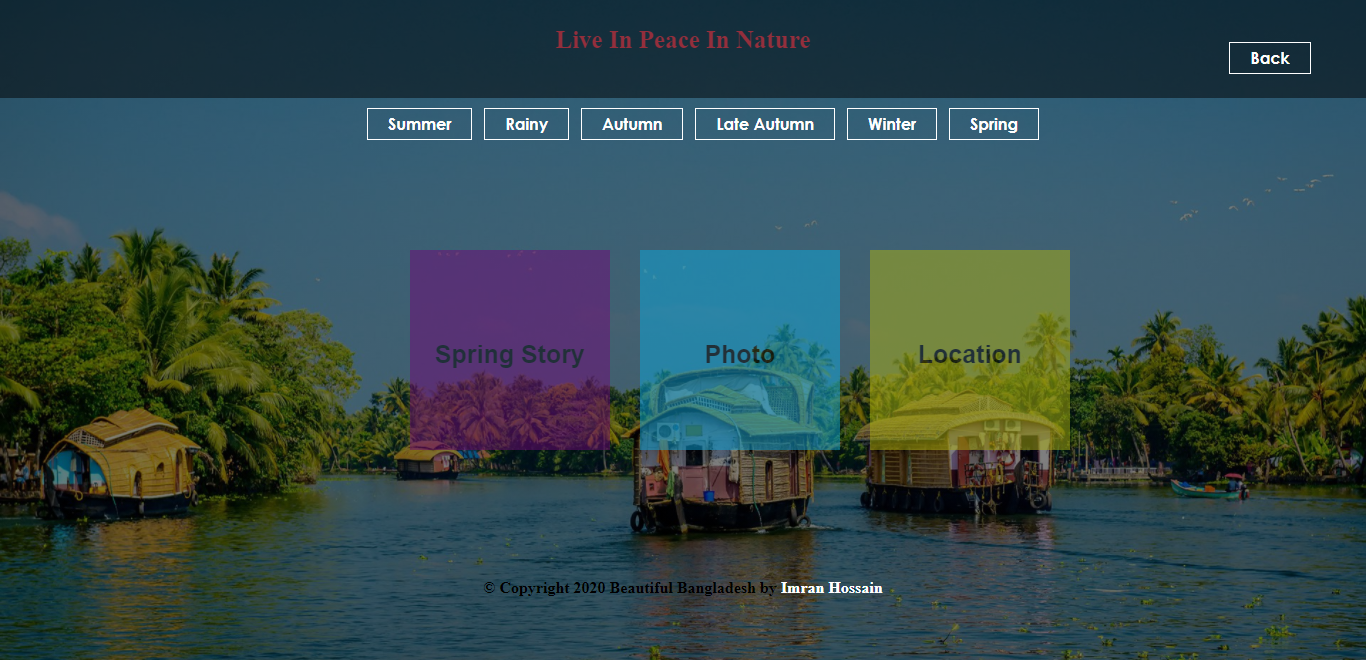 Live In Peace In Nature
Back
Summer Rainy Autumn Late Autumn Winter Spring
Spring Story Photo Location
© Copyright 2020 Beautiful Bangladesh by Imran Hossain